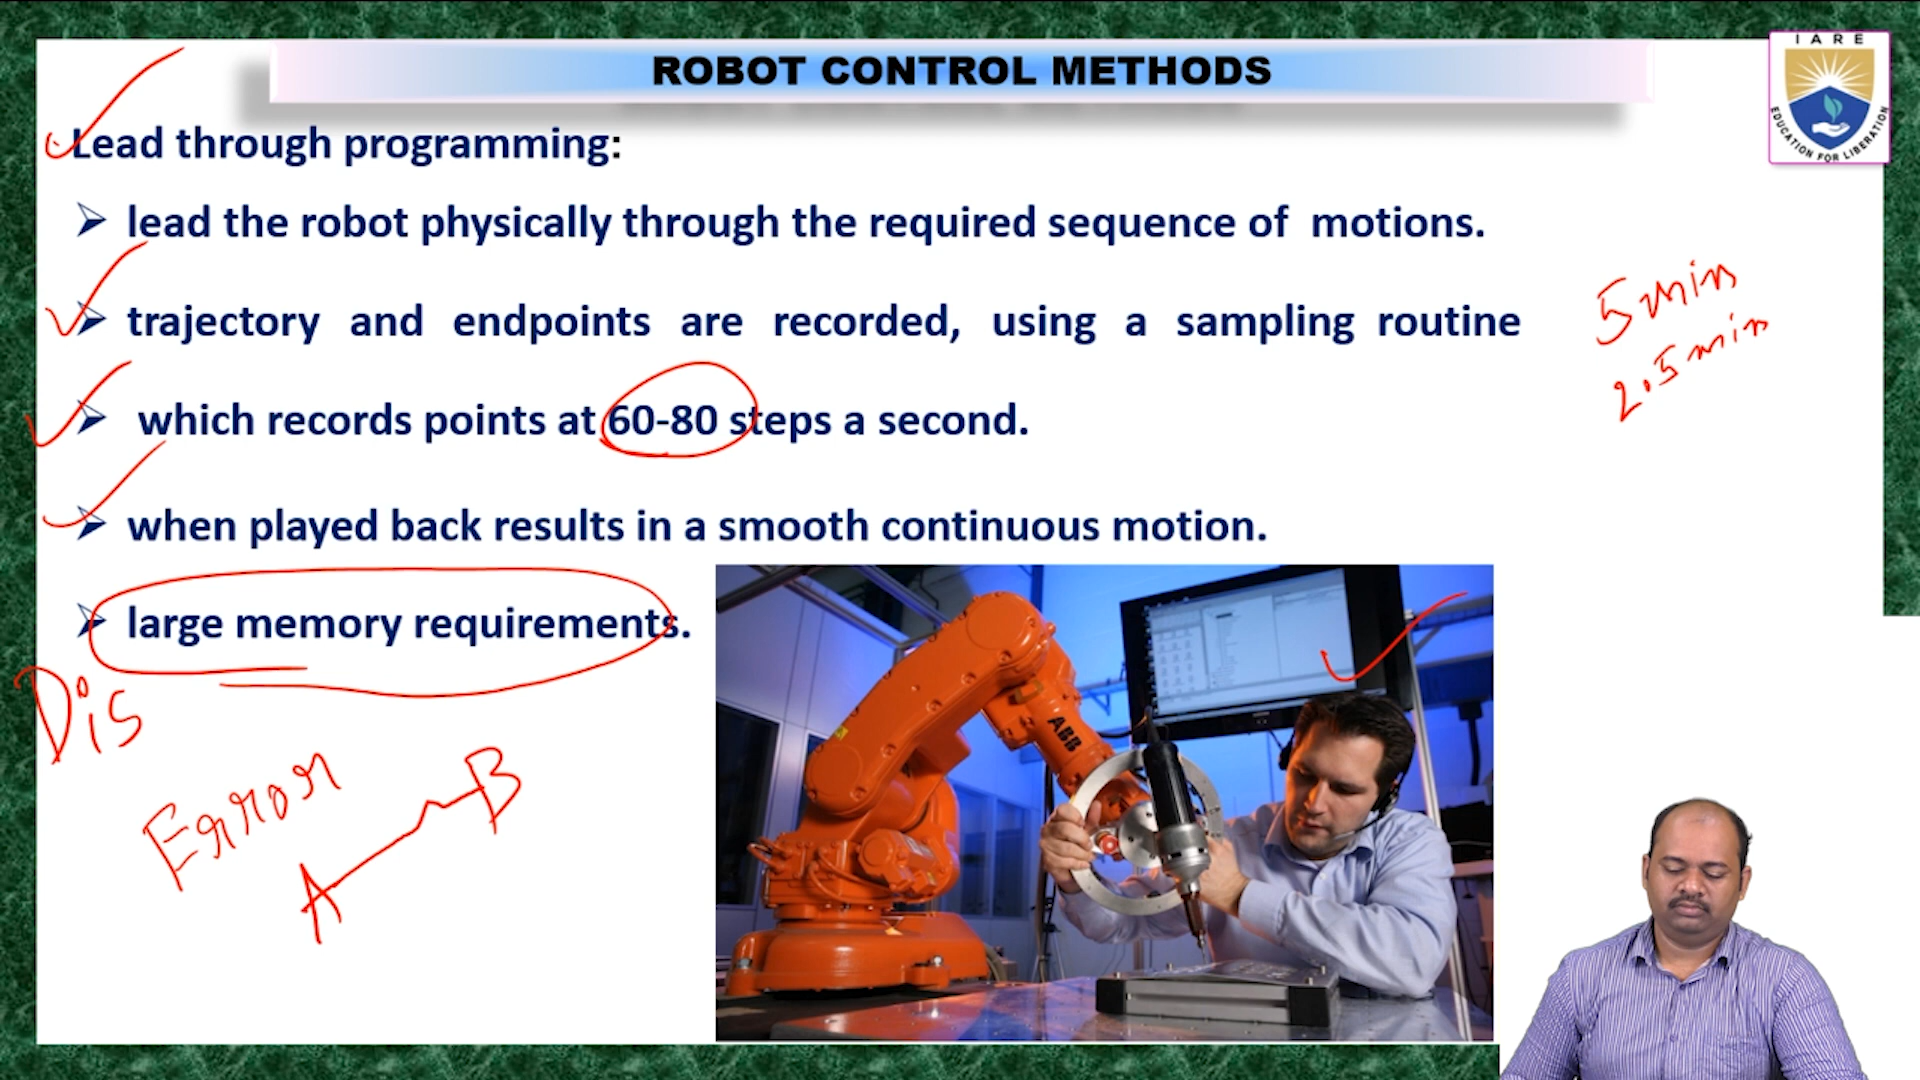 ROBOT CONTROL METHODS
IARE
EDUCATION FOR LIBERATION
Lead through programming:
➤ lead the robot physically through the required sequence of motions.
➤ trajectory and endpoints are recorded, using a sampling routine
➤ which records points at 60-80 steps a second.
➤ when played back results in a smooth continuous motion.
➤ large memory requirements.
5 min
2.5 min
Dis
Error
A B
ABB